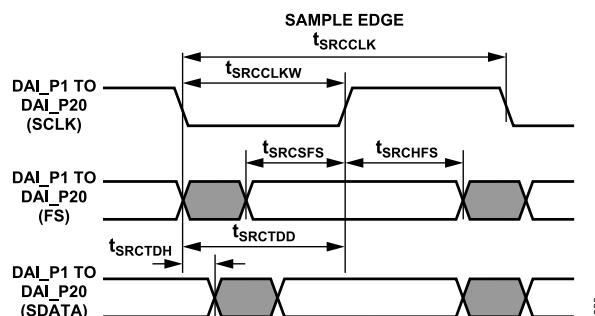 SAMPLE EDGE
tSRCCLK
tSRCCLKW
DAI_P1 TO
DAI_P20
(SCLK)
tSRCSFS
tSRCHFS
DAI_P1 TO
DAI_P20
(FS)
tSRCTDD
tSRCTDH
DAI_P1 TO
DAI_P20
(SDATA)